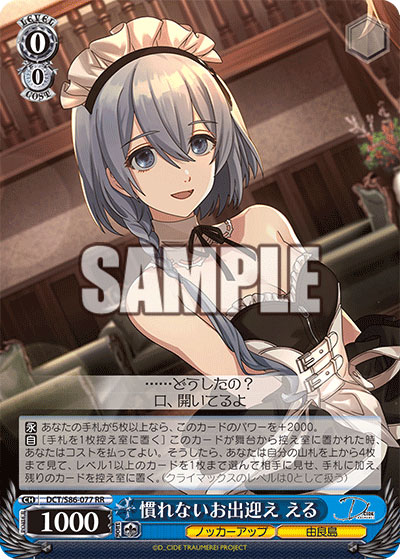 LEVEL
0
0
COST
SAMPLE
……どうしたの？
口、開いてるよ
永 あなたの手札が5枚以上なら、このカードのパワーを＋2000。
自 ［手札を1枚控え室に置く］ このカードが舞台から控え室に置かれた時、
あなたはコストを払ってよい。そうしたら、あなたは自分の山札を上から4枚
まで見て、レベル1以上のカードを1枚まで選んで相手に見せ、手札に加え、
残りのカードを控え室に置く。（クライマックスのレベルは0として扱う）
CH DCT/S86-077 RR
1000
慣れないお出迎え える
ノッカーアップ
由良島
©D_CIDE TRAUMEREI PROJECT